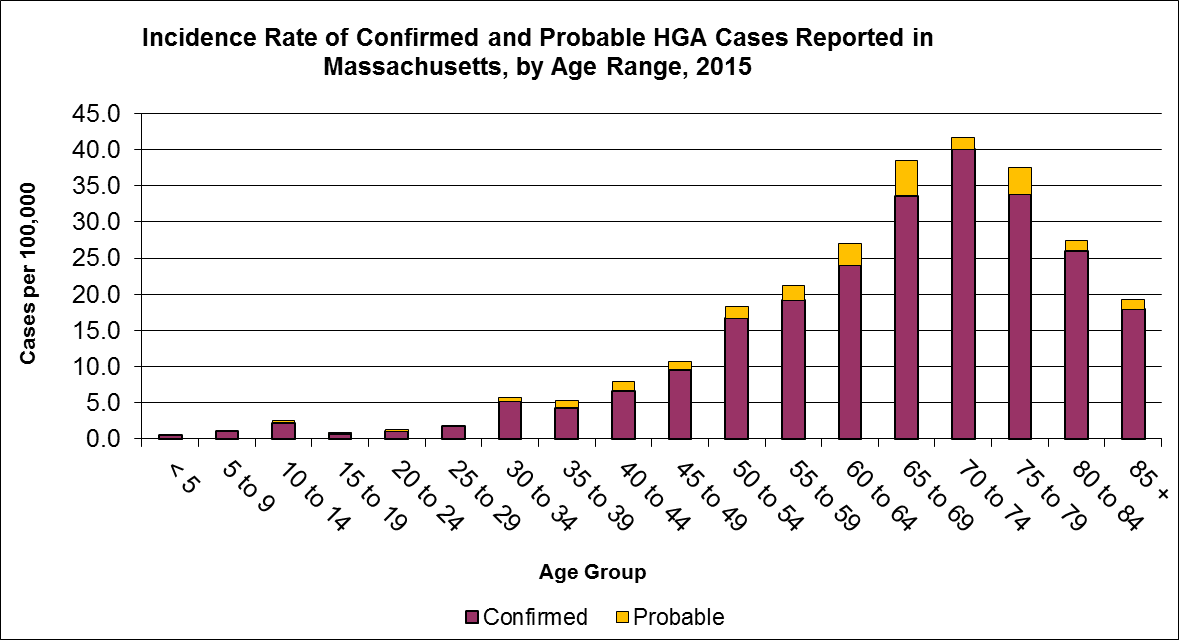 Incidence Rate of Confirmed and Probable HGA Cases Reported in
Massachusetts, by Age Range, 2015
Cases per 100,000
45.0
40.0
35.0
30.0
25.0
20.0
15.0
10.0
5.0
0.0
< 5
5 to 9
10 to 14
15 to 19
20 to 24
25 to 29
30 to 34
35 to 39
40 to 44
45 to 49
50 to 54
55 to 59
60 to 64
65 to 69
70 to 74
75 to 79
80 to 84
85 +
Age Group
Confirmed
Probable